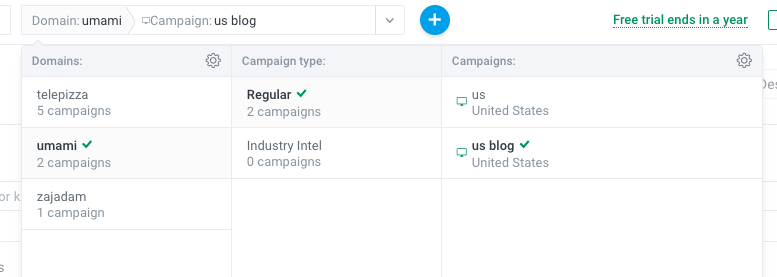 Domain: umami Campaign: us blog
Free trial ends in a year
Domains: Campaign type: Campaigns:
telepizza
5 campaigns
umami
2 campaigns
zajadam
1 campaign
Regular
2 campaigns
Industry Intel
0 campaigns
us
United States
us blog
United States
or k
s